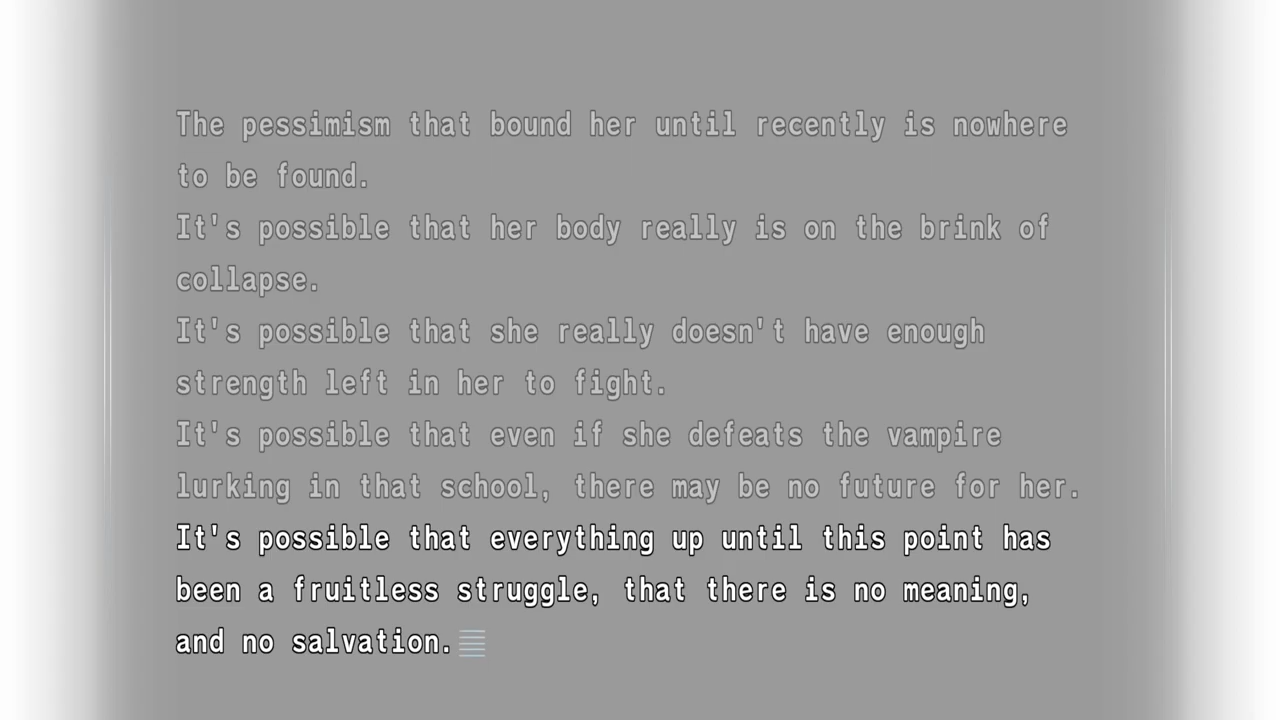 The pessimism that bound her until recently is nowhere
to be found.
It's possible that her body really is on the brink of
collapse.
It's possible that she really doesn't have enough
strength left in her to fight.
It's possible that even if she defeats the vampire
lurking in that school, there may be no future for her.
It's possible that everything up until this point has
been a fruitless struggle, that there is no meaning,
and no salvation.